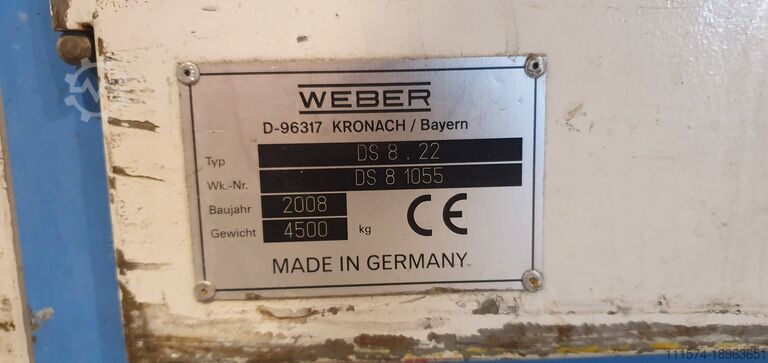 WEBER
D-96317 KRONACH / Bayern
Typ DS 8 . 22
Wk.-Nr. DS 8 1055
Baujahr 2008
Gewicht 4500 kg CE
MADE IN GERMANY
111574-18963651